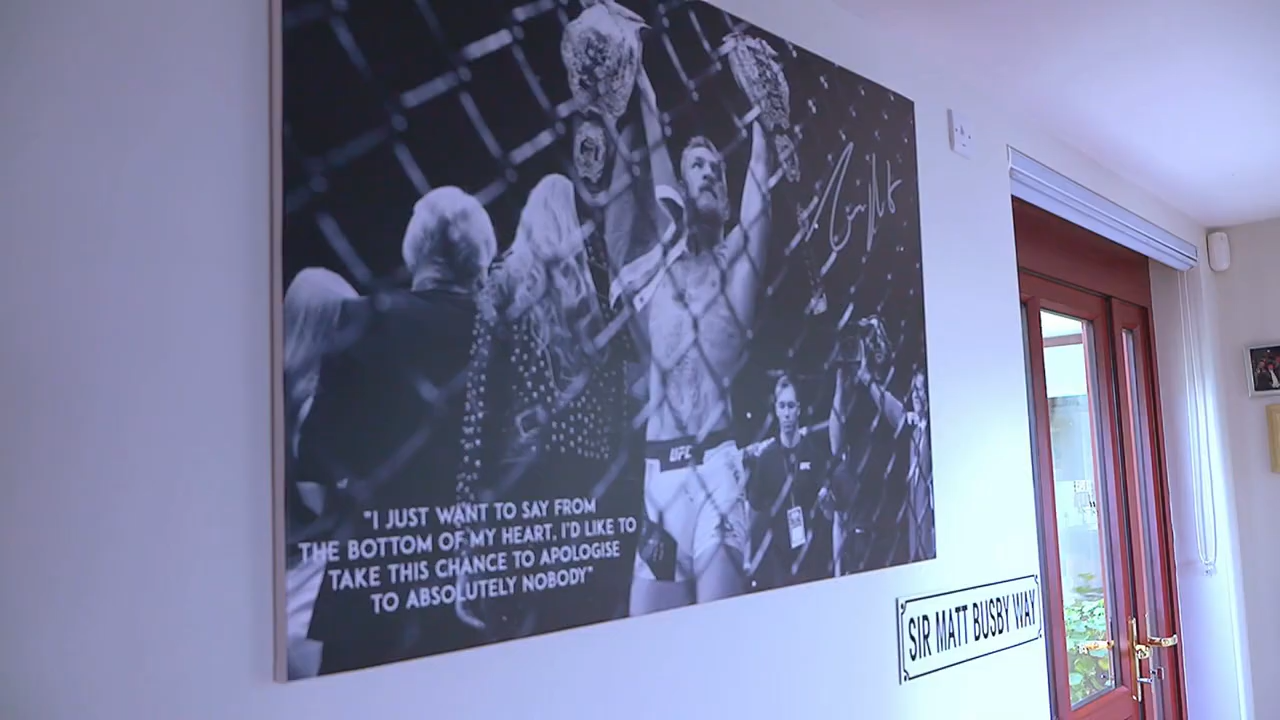 "I JUST WANT TO SAY FROM
THE BOTTOM OF MY HEART, I'D LIKE TO
TAKE THIS CHANCE TO APOLOGISE
TO ABSOLUTELY NOBODY"
UFC
SIR MATT BUSBY WAY